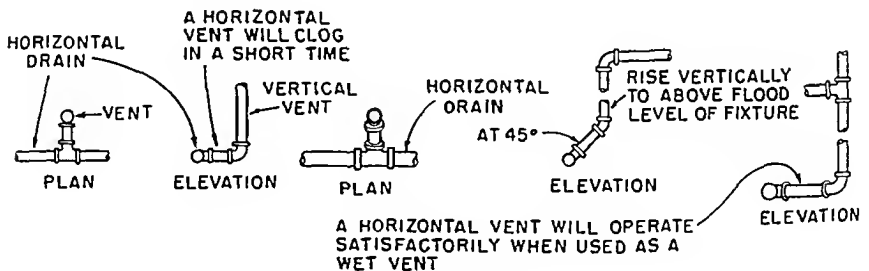 A HORIZONTAL
VENT WILL CLOG
IN A SHORT TIME
HORIZONTAL
DRAIN
VENT
PLAN
VERTICAL
VENT
ELEVATION
HORIZONTAL
ORAIN
PLAN
AT 45°
RISE VERTICALLY
TO ABOVE FLOOD
LEVEL OF FIXTURE
ELEVATION
A HORIZONTAL VENT WILL OPERATE
SATISFACTORILY WHEN USED AS A
WET VENT
ELEVATION